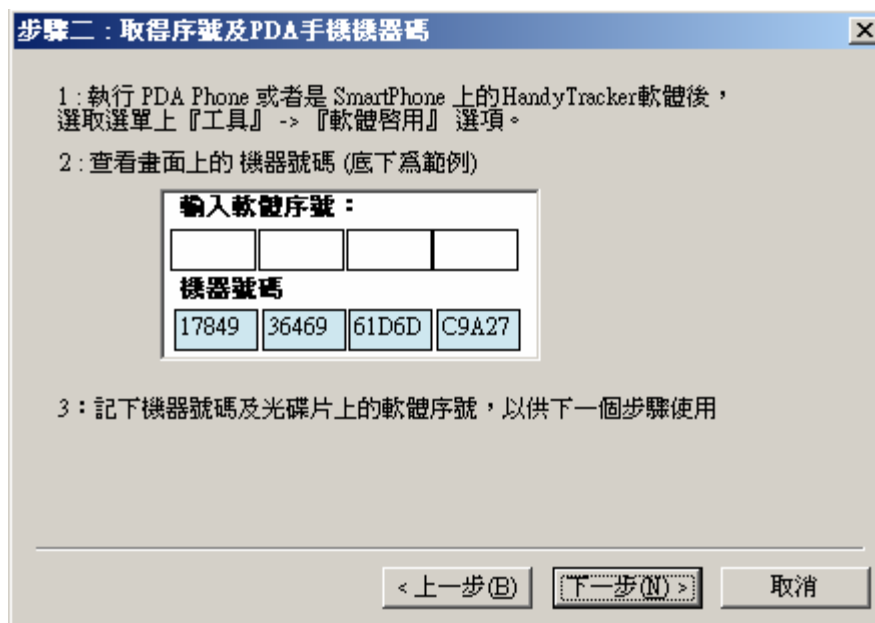 步驟二：取得序號及PDA手機機器碼
1：執行 PDA Phone 或者是 SmartPhone 上的HandyTracker軟體後，
選取選單上『工具』->『軟體啓用』 選項。
2：查看畫面上的 機器號碼 (底下爲範例)
輸入軟體序號：
機器號碼
17849 36469 61D6D C9A27
3：記下機器號碼及光碟片上的軟體序號，以供下一個步驟使用
<上一步(B) 下一步(N)> 取消